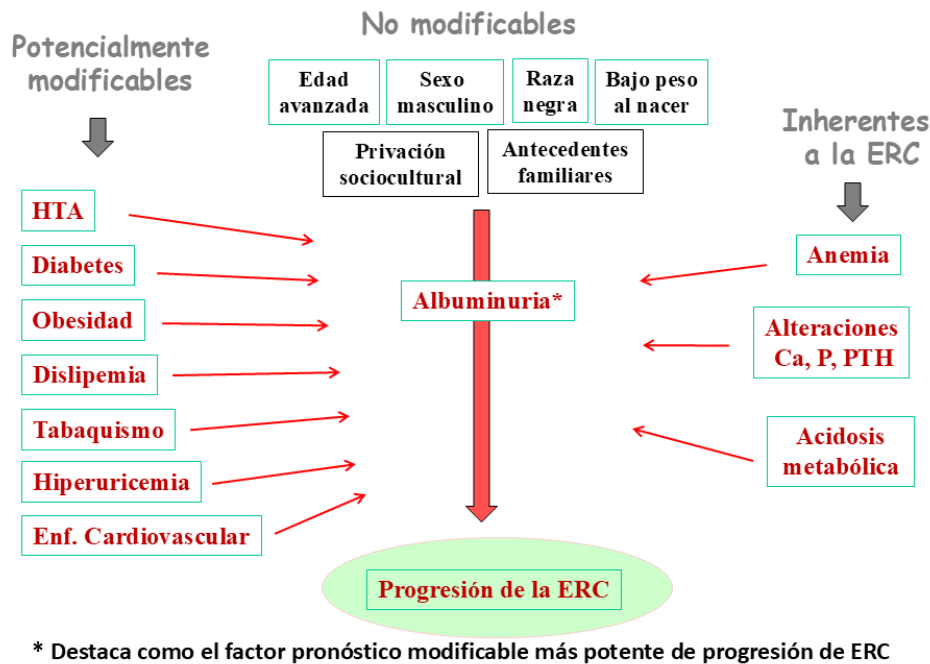 No modificables
Potencialmente
modificables
Edad
avanzada
Sexo
masculino
Raza
negra
Bajo peso
al nacer
Privación
sociocultural
Antecedentes
familiares
Inherentes
a la ERC
HTA
Diabetes
Obesidad
Dislipemia
Tabaquismo
Hiperuricemia
Enf. Cardiovascular
Albuminuria*
Anemia
Alteraciones
Ca, P, PTH
Acidosis
metabólica
Progresión de la ERC
* Destaca como el factor pronóstico modificable más potente de progresión de ERC